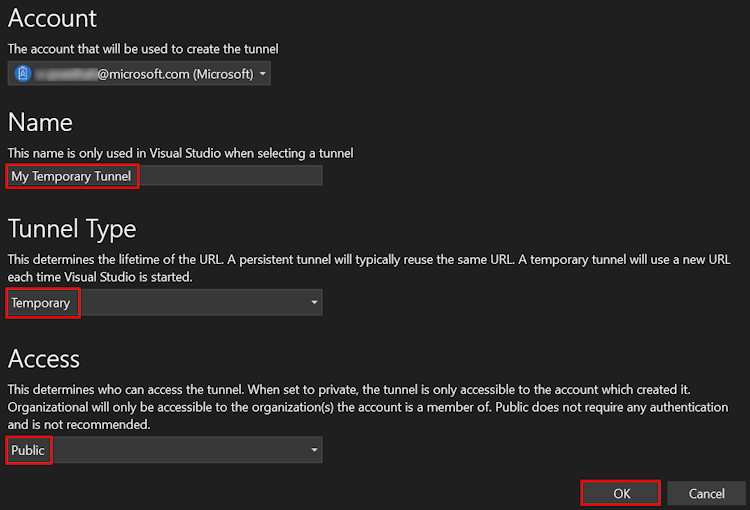 Account
The account that will be used to create the tunnel
@microsoft.com (Microsoft)
Name
This name is only used in Visual Studio when selecting a tunnel
My Temporary Tunnel
Tunnel Type
This determines the lifetime of the URL. A persistent tunnel will typically reuse the same URL. A temporary tunnel will use a new URL
each time Visual Studio is started.
Temporary
Access
This determines who can access the tunnel. When set to private, the tunnel is only accessible to the account which created it.
Organizational will only be accessible to the organization(s) the account is a member of. Public does not require any authentication
and is not recommended.
Public
OK Cancel